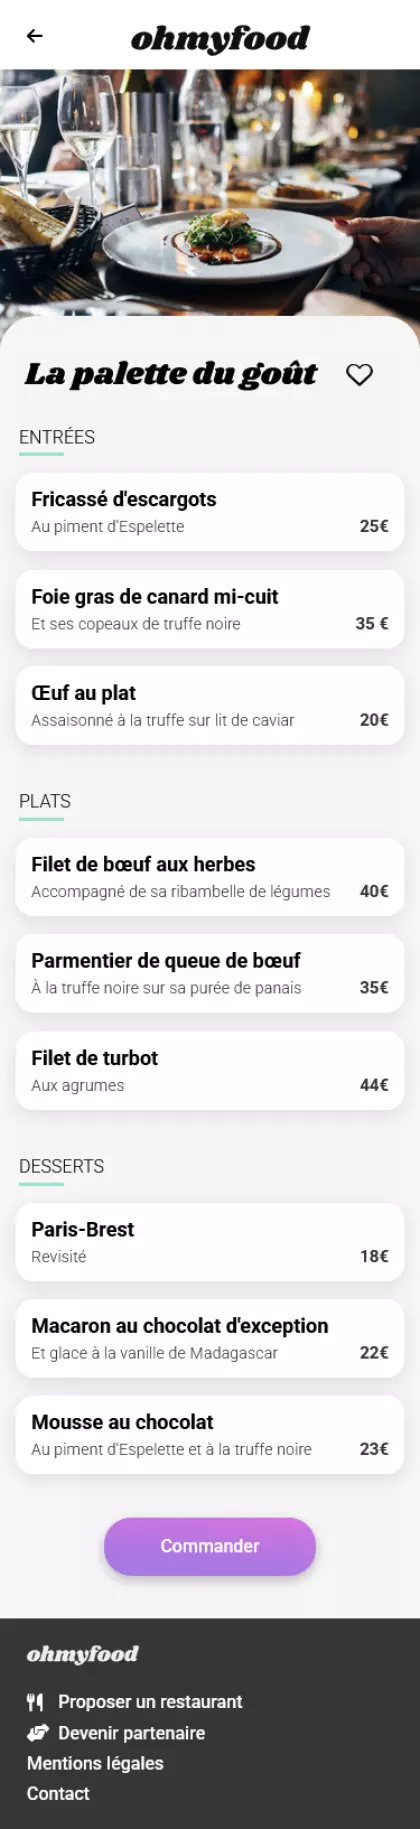 ohmyfood
La palette du goût
ENTRÉES
Fricassé d'escargots
Au piment d'Espelette 25€
Foie gras de canard mi-cuit
Et ses copeaux de truffe noire 35 €
Œuf au plat
Assaisonné à la truffe sur lit de caviar 20€
PLATS
Filet de bœuf aux herbes
Accompagné de sa ribambelle de légumes 40€
Parmentier de queue de bœuf
À la truffe noire sur sa purée de panais 35€
Filet de turbot
Aux agrumes 44€
DESSERTS
Paris-Brest
Revisité 18€
Macaron au chocolat d'exception
Et glace à la vanille de Madagascar 22€
Mousse au chocolat
Au piment d'Espelette et à la truffe noire 23€
Commander
ohmyfood
Proposer un restaurant
Devenir partenaire
Mentions légales
Contact